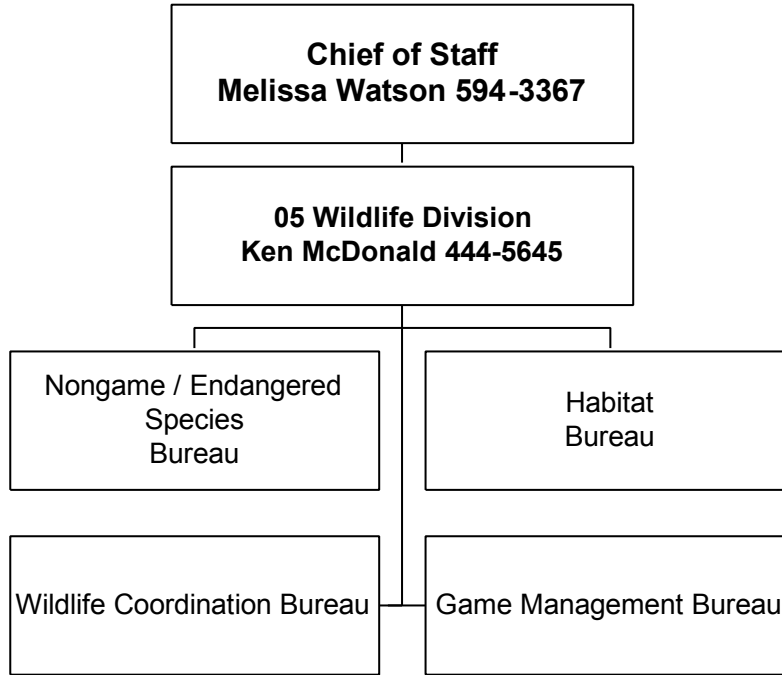 Chief of Staff
Melissa Watson 594-3367
05 Wildlife Division
Ken McDonald 444-5645
Nongame / Endangered
Species
Bureau
Habitat
Bureau
Wildlife Coordination Bureau
Game Management Bureau